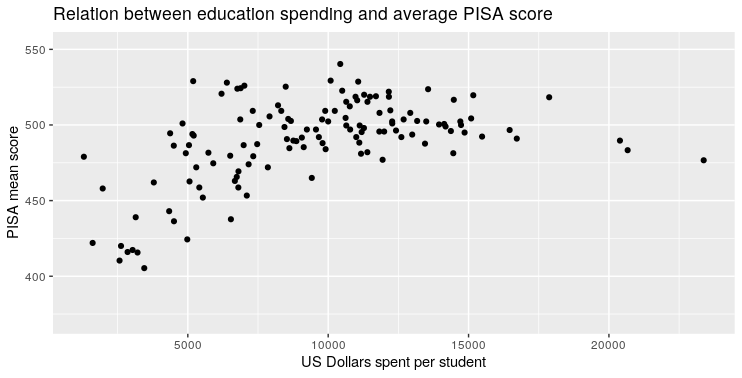 Relation between education spending and average PISA score
550
500
450
400
PISA mean score
5000 10000 15000 20000
US Dollars spent per student